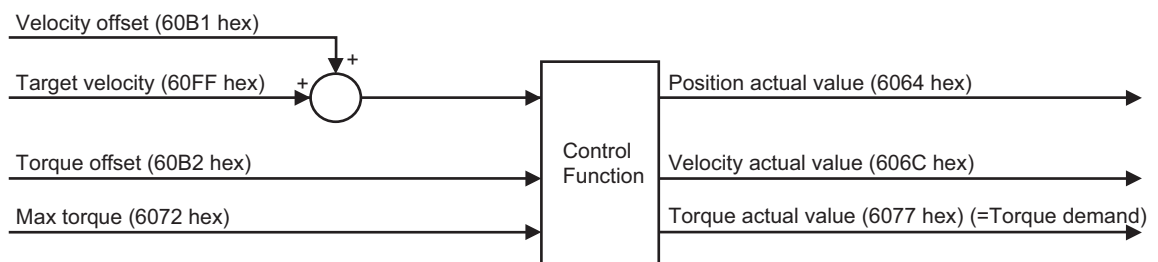 Velocity offset (60B1 hex)
+
Target velocity (60FF hex)
+
Torque offset (60B2 hex)
Max torque (6072 hex)
Control
Function
Position actual value (6064 hex)
Velocity actual value (606C hex)
Torque actual value (6077 hex) (=Torque demand)